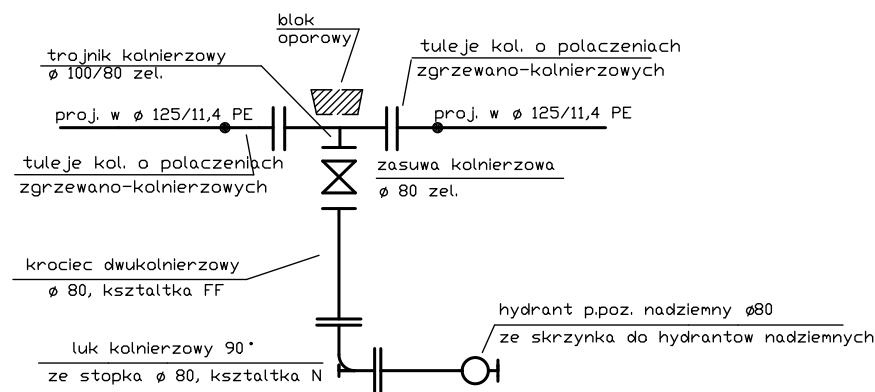 blok
oporowy
trojnik kolnierzowy
ø 100/80 zel.
tuleje kol. o polaczeniach
zgrzewano-kolnierzowych
proj. w ø 125/11,4 PE
proj. w ø 125/11,4 PE
tuleje kol. o polaczeniach
zgrzewano-kolnierzowych
zasuwa kolnierzowa
ø 80 zel.
krociec dwukolnierzowy
ø 80, ksztaltka FF
hydrant p.poz. nadziemny ø80
ze skrzynka do hydrantow nadziemnych
luk kolnierzowy 90°
ze stopka ø 80, ksztaltka N